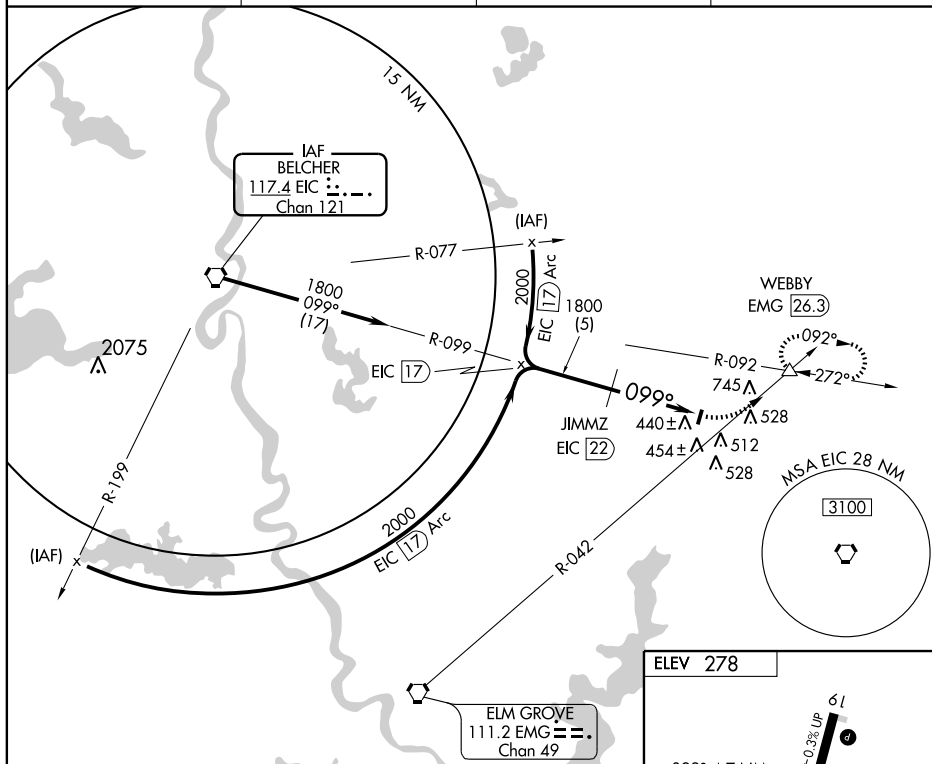 15 NM
IAF
BELCHER
117.4 EIC
Chan 121
(IAF)
R-077
2000
EIC 17 Arc
1800
(5)
1800
099°
(17)
R-099
EIC 17
2075
WEBBY
EMG 26.3
092°
R-092
272°
745
099°
JIMMZ
EIC 22
440±
528
454±
512
528
MSA EIC 28 NM
3100
R-199
(IAF)
2000
EIC 17 Arc
R-042
ELM GROVE
111.2 EMG
Chan 49
ELEV 278
19
0.3% UP
P